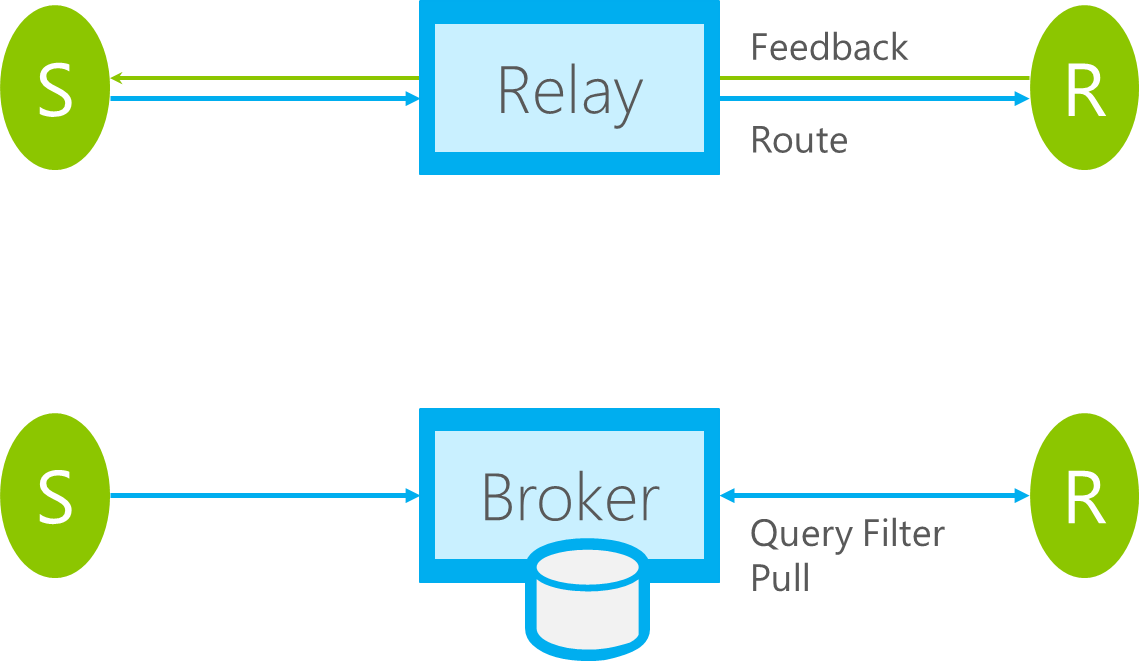 S
Relay
Feedback
Route
R
S
Broker
Query Filter
Pull
R